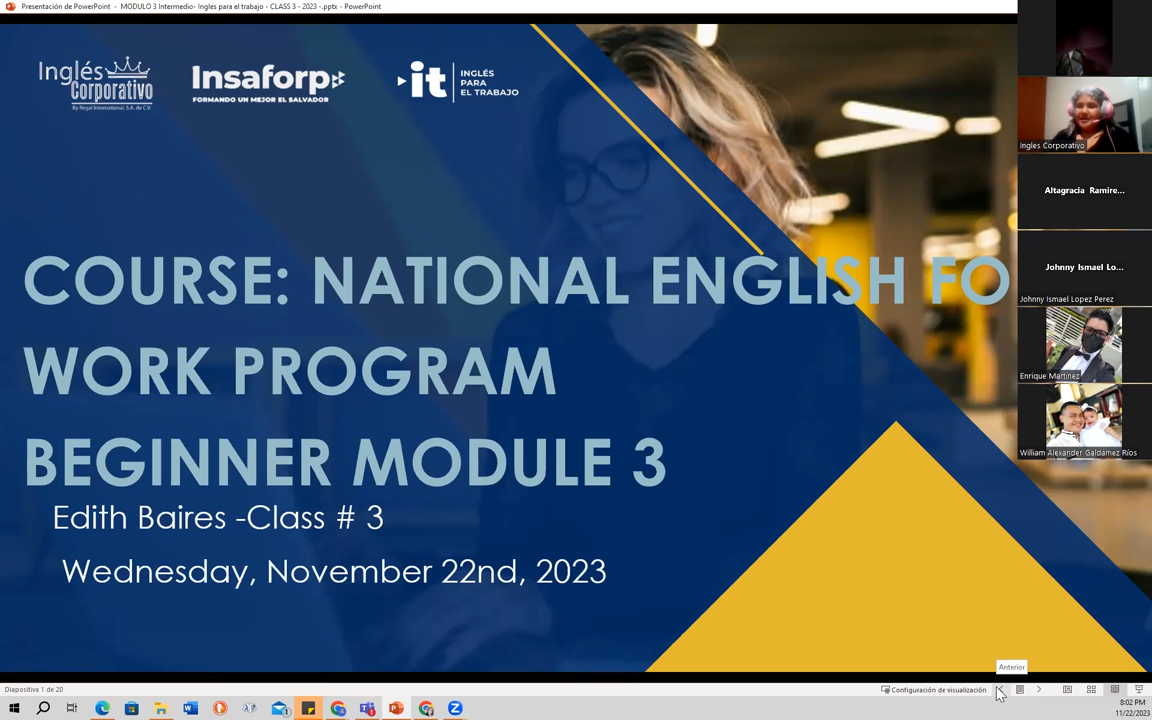 Presentación de PowerPoint - MODULO 3 Intermedio- Ingles para el trabajo - CLASS 3 - 2023 -.pptx - PowerPoint
Inglés
Corporativo
By Regal International, S.A. de C.V.
Insaforp
FORMANDO UN MEJOR EL SALVADOR
it
INGLÉS
PARA
EL TRABAJO
COURSE: NATIONAL ENGLISH FO
WORK PROGRAM
BEGINNER MODULE 3
Edith Baires -Class # 3
Wednesday, November 22nd, 2023
Ingles Corporativo
Altagracia Ramire...
Johnny Ismael Lo...
Johnny Ismael Lopez Perez
Enrique Martinez
William Alexander Galdámez Ríos
Anterior
Diapositiva 1 de 20
Configuración de visualización
8:02 PM
11/22/2023